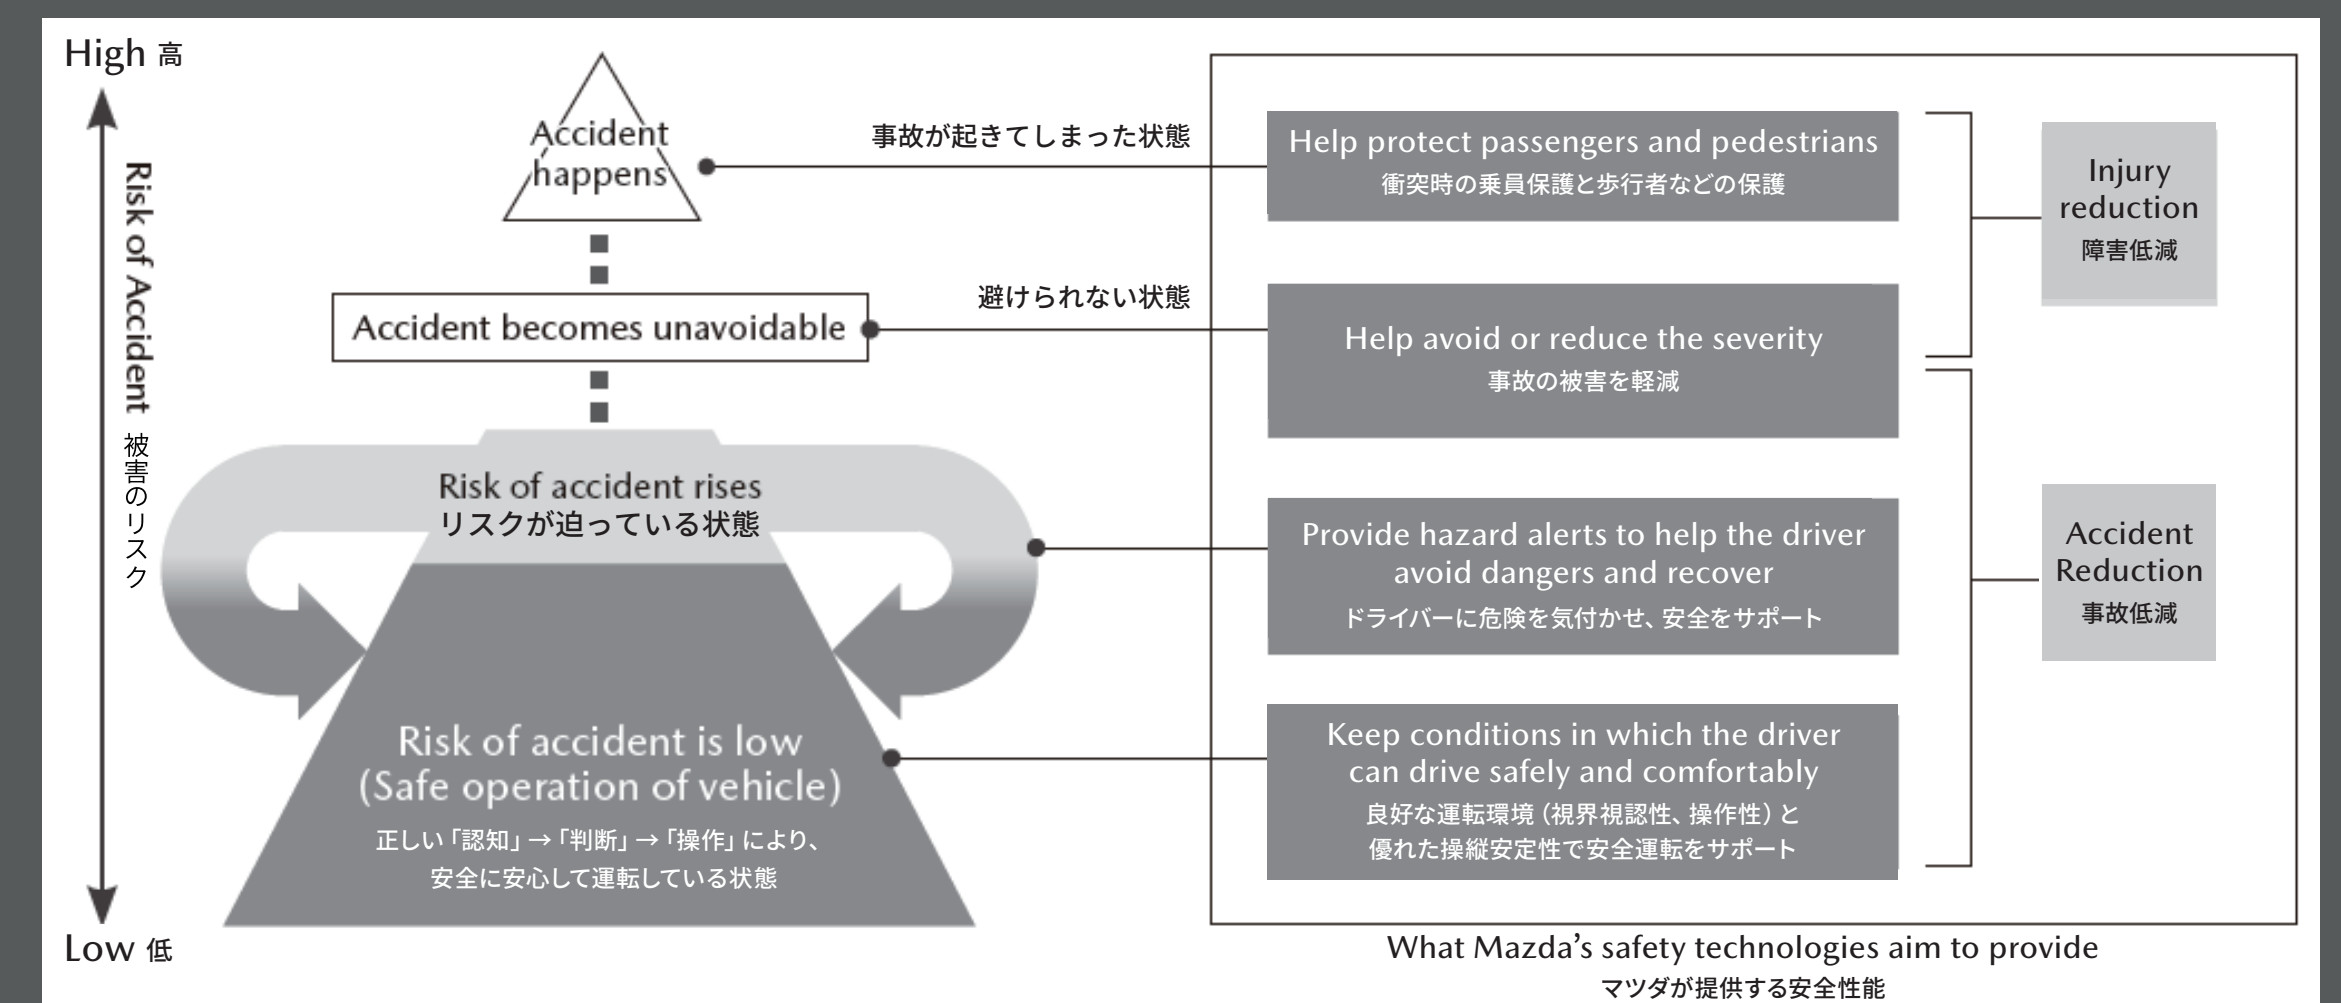 High 高
Risk of Accident 被害のリスク
Low 低
Accident
happens
事故が起きてしまった状態
Accident becomes unavoidable
避けられない状態
Risk of accident rises
リスクが迫っている状態
Risk of accident is low
(Safe operation of vehicle)
正しい「認知」→「判断」→「操作」により、
安全に安心して運転している状態
Help protect passengers and pedestrians
衝突時の乗員保護と歩行者などの保護
Help avoid or reduce the severity
事故の被害を軽減
Provide hazard alerts to help the driver
avoid dangers and recover
ドライバーに危険を気付かせ、安全をサポート
Keep conditions in which the driver
can drive safely and comfortably
良好な運転環境（視界視認性、操作性）と
優れた操縦安定性で安全運転をサポート
Injury
reduction
障害低減
Accident
Reduction
事故低減
What Mazda’s safety technologies aim to provide
マツダが提供する安全性能